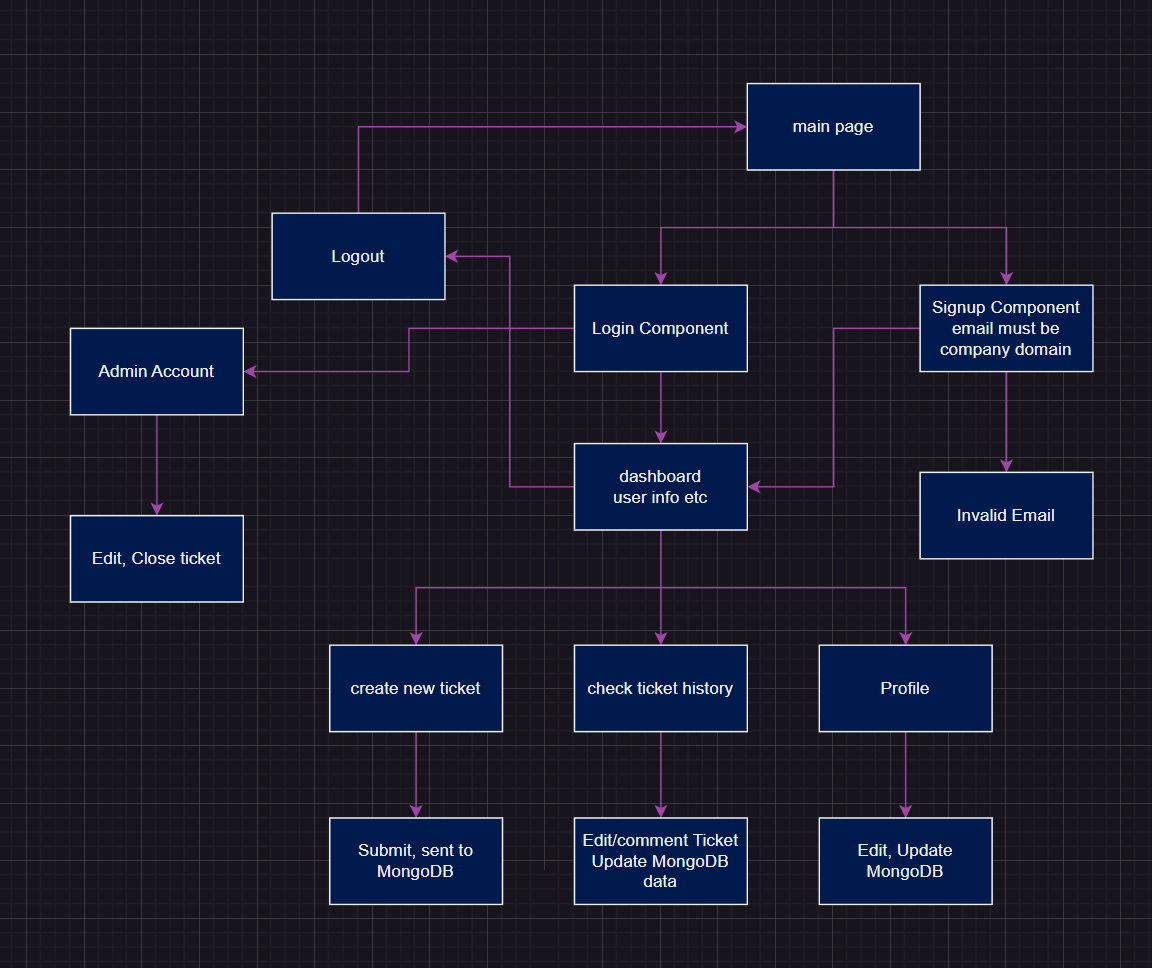 main page
Logout
Login Component
Signup Component
email must be
company domain
Admin Account
dashboard
user info etc
Invalid Email
Edit, Close ticket
create new ticket
check ticket history
Profile
Submit, sent to
MongoDB
Edit/comment Ticket
Update MongoDB
data
Edit, Update
MongoDB